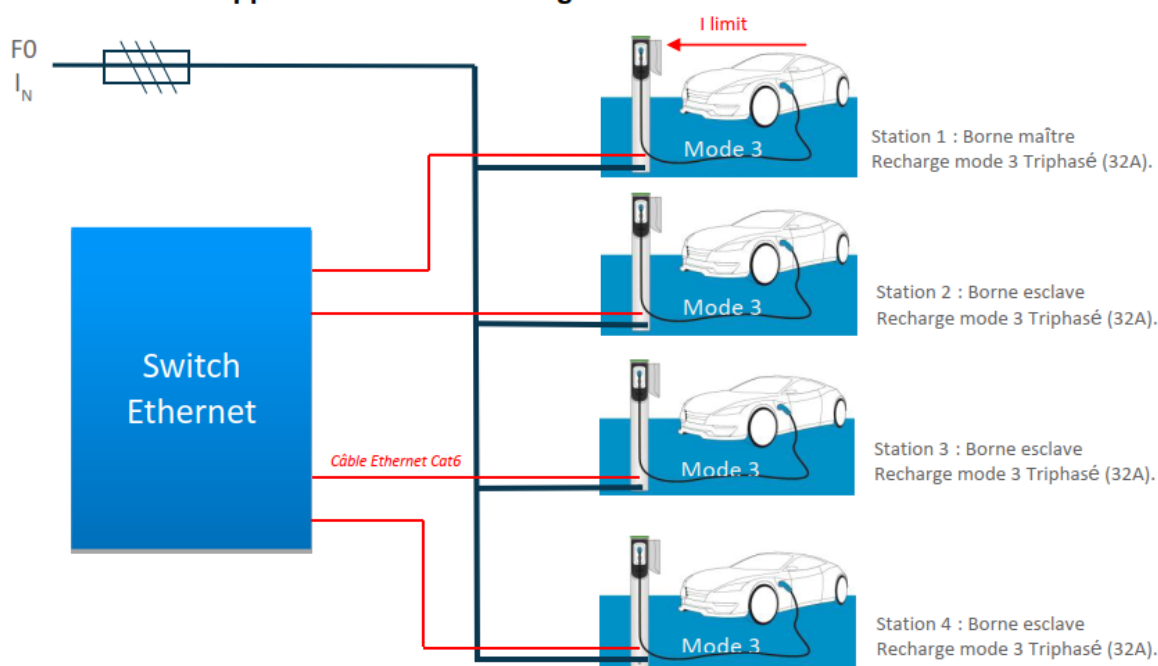 I limit
F0
I_N
Mode 3
Station 1 : Borne maître
Recharge mode 3 Triphasé (32A).
Mode 3
Station 2 : Borne esclave
Recharge mode 3 Triphasé (32A).
Switch
Ethernet
Câble Ethernet Cat6
Mode 3
Station 3 : Borne esclave
Recharge mode 3 Triphasé (32A).
Mode 3
Station 4 : Borne esclave
Recharge mode 3 Triphasé (32A).